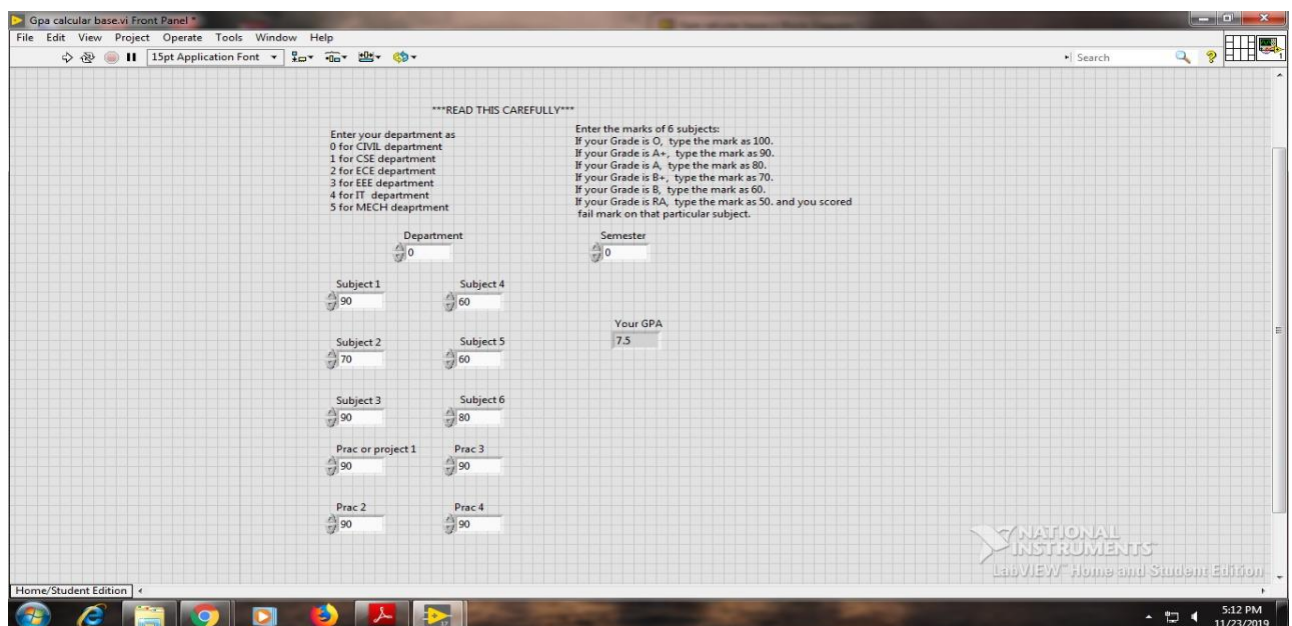 Gpa calcular base.vi Front Panel *
File Edit View Project Operate Tools Window Help
15pt Application Font
Search
***READ THIS CAREFULLY***
Enter your department as
0 for CIVIL department
1 for CSE department
2 for ECE department
3 for EEE department
4 for IT department
5 for MECH deaprtment
Enter the marks of 6 subjects:
If your Grade is O, type the mark as 100.
If your Grade is A+, type the mark as 90.
If your Grade is A, type the mark as 80.
If your Grade is B+, type the mark as 70.
If your Grade is B, type the mark as 60.
If your Grade is RA, type the mark as 50. and you scored
fail mark on that particular subject.
Department
0
Semester
0
Subject 1
90
Subject 4
60
Your GPA
7.5
Subject 2
70
Subject 5
60
Subject 3
90
Subject 6
80
Prac or project 1
90
Prac 3
90
Prac 2
90
Prac 4
90
NATIONAL
INSTRUMENTS
LabVIEW™ Home and Student Edition
Home/Student Edition
5:12 PM
11/23/2019